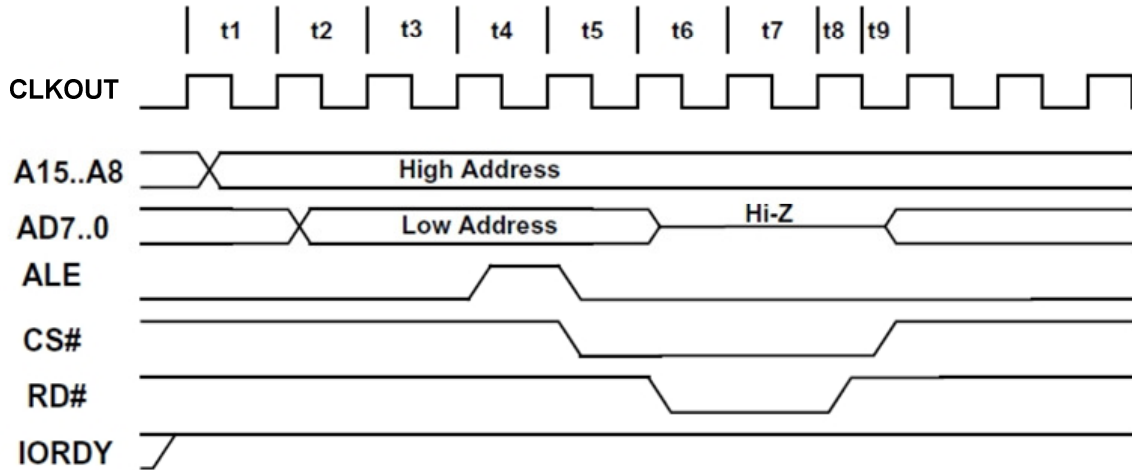 t1 t2 t3 t4 t5 t6 t7 t8 t9
CLKOUT
A15..A8 High Address
AD7..0 Low Address Hi-Z
ALE
CS#
RD#
IORDY